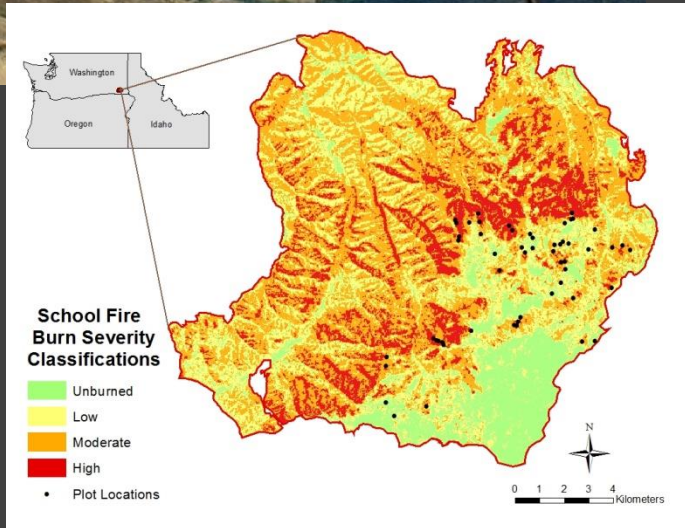 Washington
Oregon
Idaho
School Fire
Burn Severity
Classifications
Unburned
Low
Moderate
High
Plot Locations
N
0 1 2 3 4
Kilometers